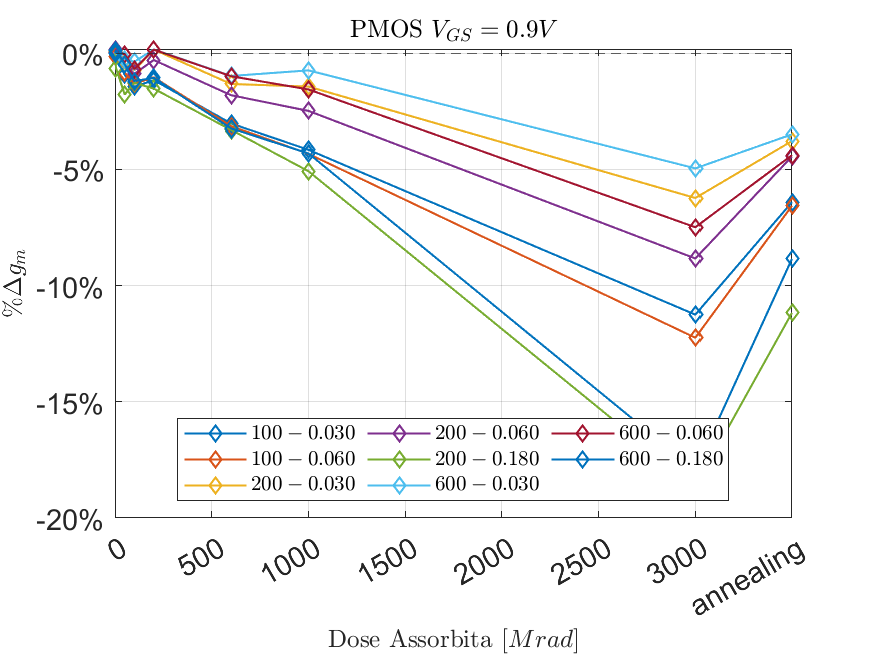 PMOS $V_{GS} = 0.9V$
0%
-5%
-10%
-15%
-20%
%Δg_m
100 − 0.030
100 − 0.060
200 − 0.030
200 − 0.060
200 − 0.180
600 − 0.030
600 − 0.060
600 − 0.180
0
500
1000
1500
2000
2500
3000
annealing
Dose Assorbita [Mrad]